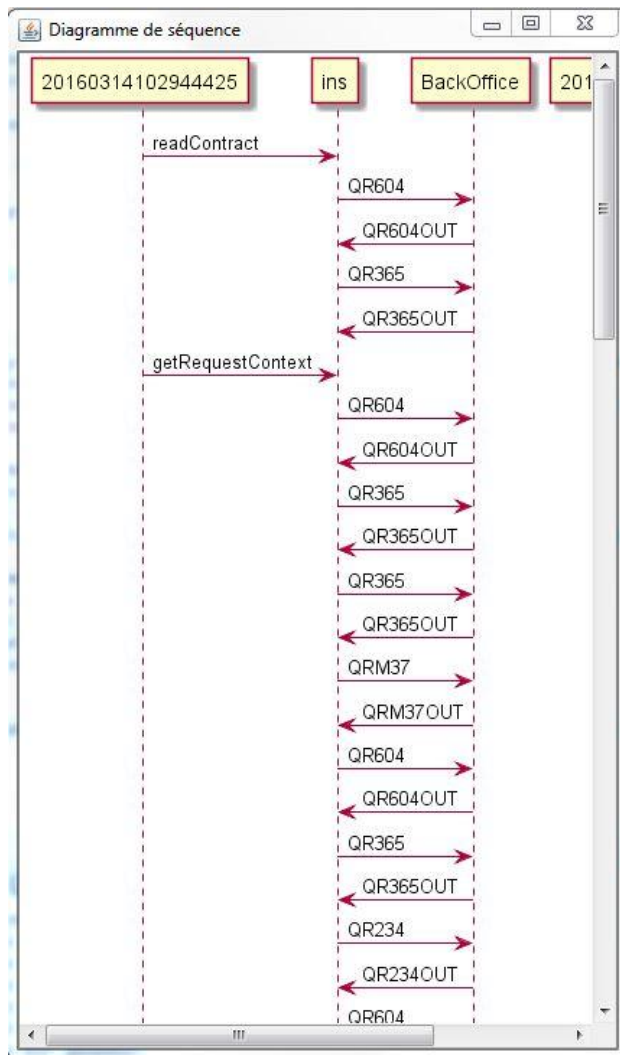 Diagramme de séquence
20160314102944425 ins BackOffice 201
readContract
QR604
QR604OUT
QR365
QR365OUT
getRequestContext
QR604
QR604OUT
QR365
QR365OUT
QR365
QR365OUT
QRM37
QRM37OUT
QR604
QR604OUT
QR365
QR365OUT
QR234
QR234OUT
QR604